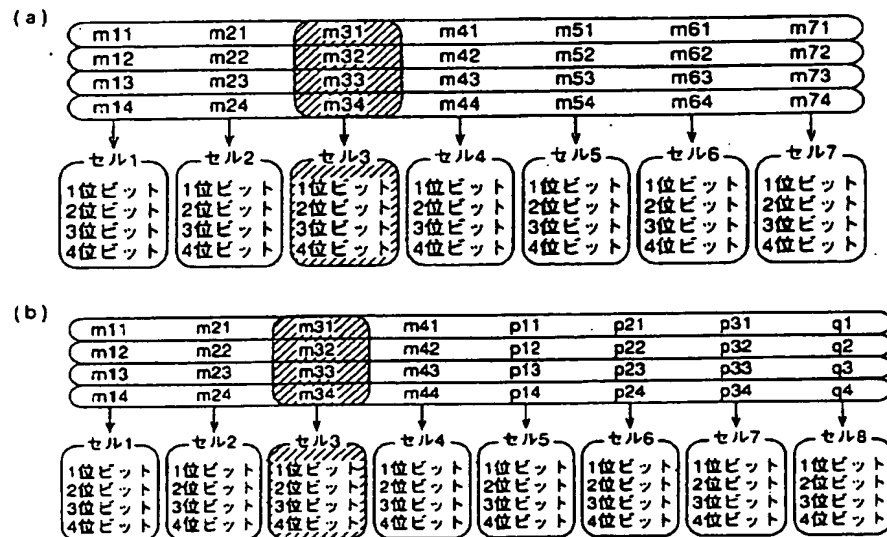 (a)
m11 m21 m31 m41 m51 m61 m71
m12 m22 m32 m42 m52 m62 m72
m13 m23 m33 m43 m53 m63 m73
m14 m24 m34 m44 m54 m64 m74
セル1 セル2 セル3 セル4 セル5 セル6 セル7
1位ビット 1位ビット 1位ビット 1位ビット 1位ビット 1位ビット 1位ビット
2位ビット 2位ビット 2位ビット 2位ビット 2位ビット 2位ビット 2位ビット
3位ビット 3位ビット 3位ビット 3位ビット 3位ビット 3位ビット 3位ビット
4位ビット 4位ビット 4位ビット 4位ビット 4位ビット 4位ビット 4位ビット
(b)
m11 m21 m31 m41 p11 p21 p31 q1
m12 m22 m32 m42 p12 p22 p32 q2
m13 m23 m33 m43 p13 p23 p33 q3
m14 m24 m34 m44 p14 p24 p34 q4
セル1 セル2 セル3 セル4 セル5 セル6 セル7 セル8
1位ビット 1位ビット 1位ビット 1位ビット 1位ビット 1位ビット 1位ビット 1位ビット
2位ビット 2位ビット 2位ビット 2位ビット 2位ビット 2位ビット 2位ビット 2位ビット
3位ビット 3位ビット 3位ビット 3位ビット 3位ビット 3位ビット 3位ビット 3位ビット
4位ビット 4位ビット 4位ビット 4位ビット 4位ビット 4位ビット 4位ビット 4位ビット